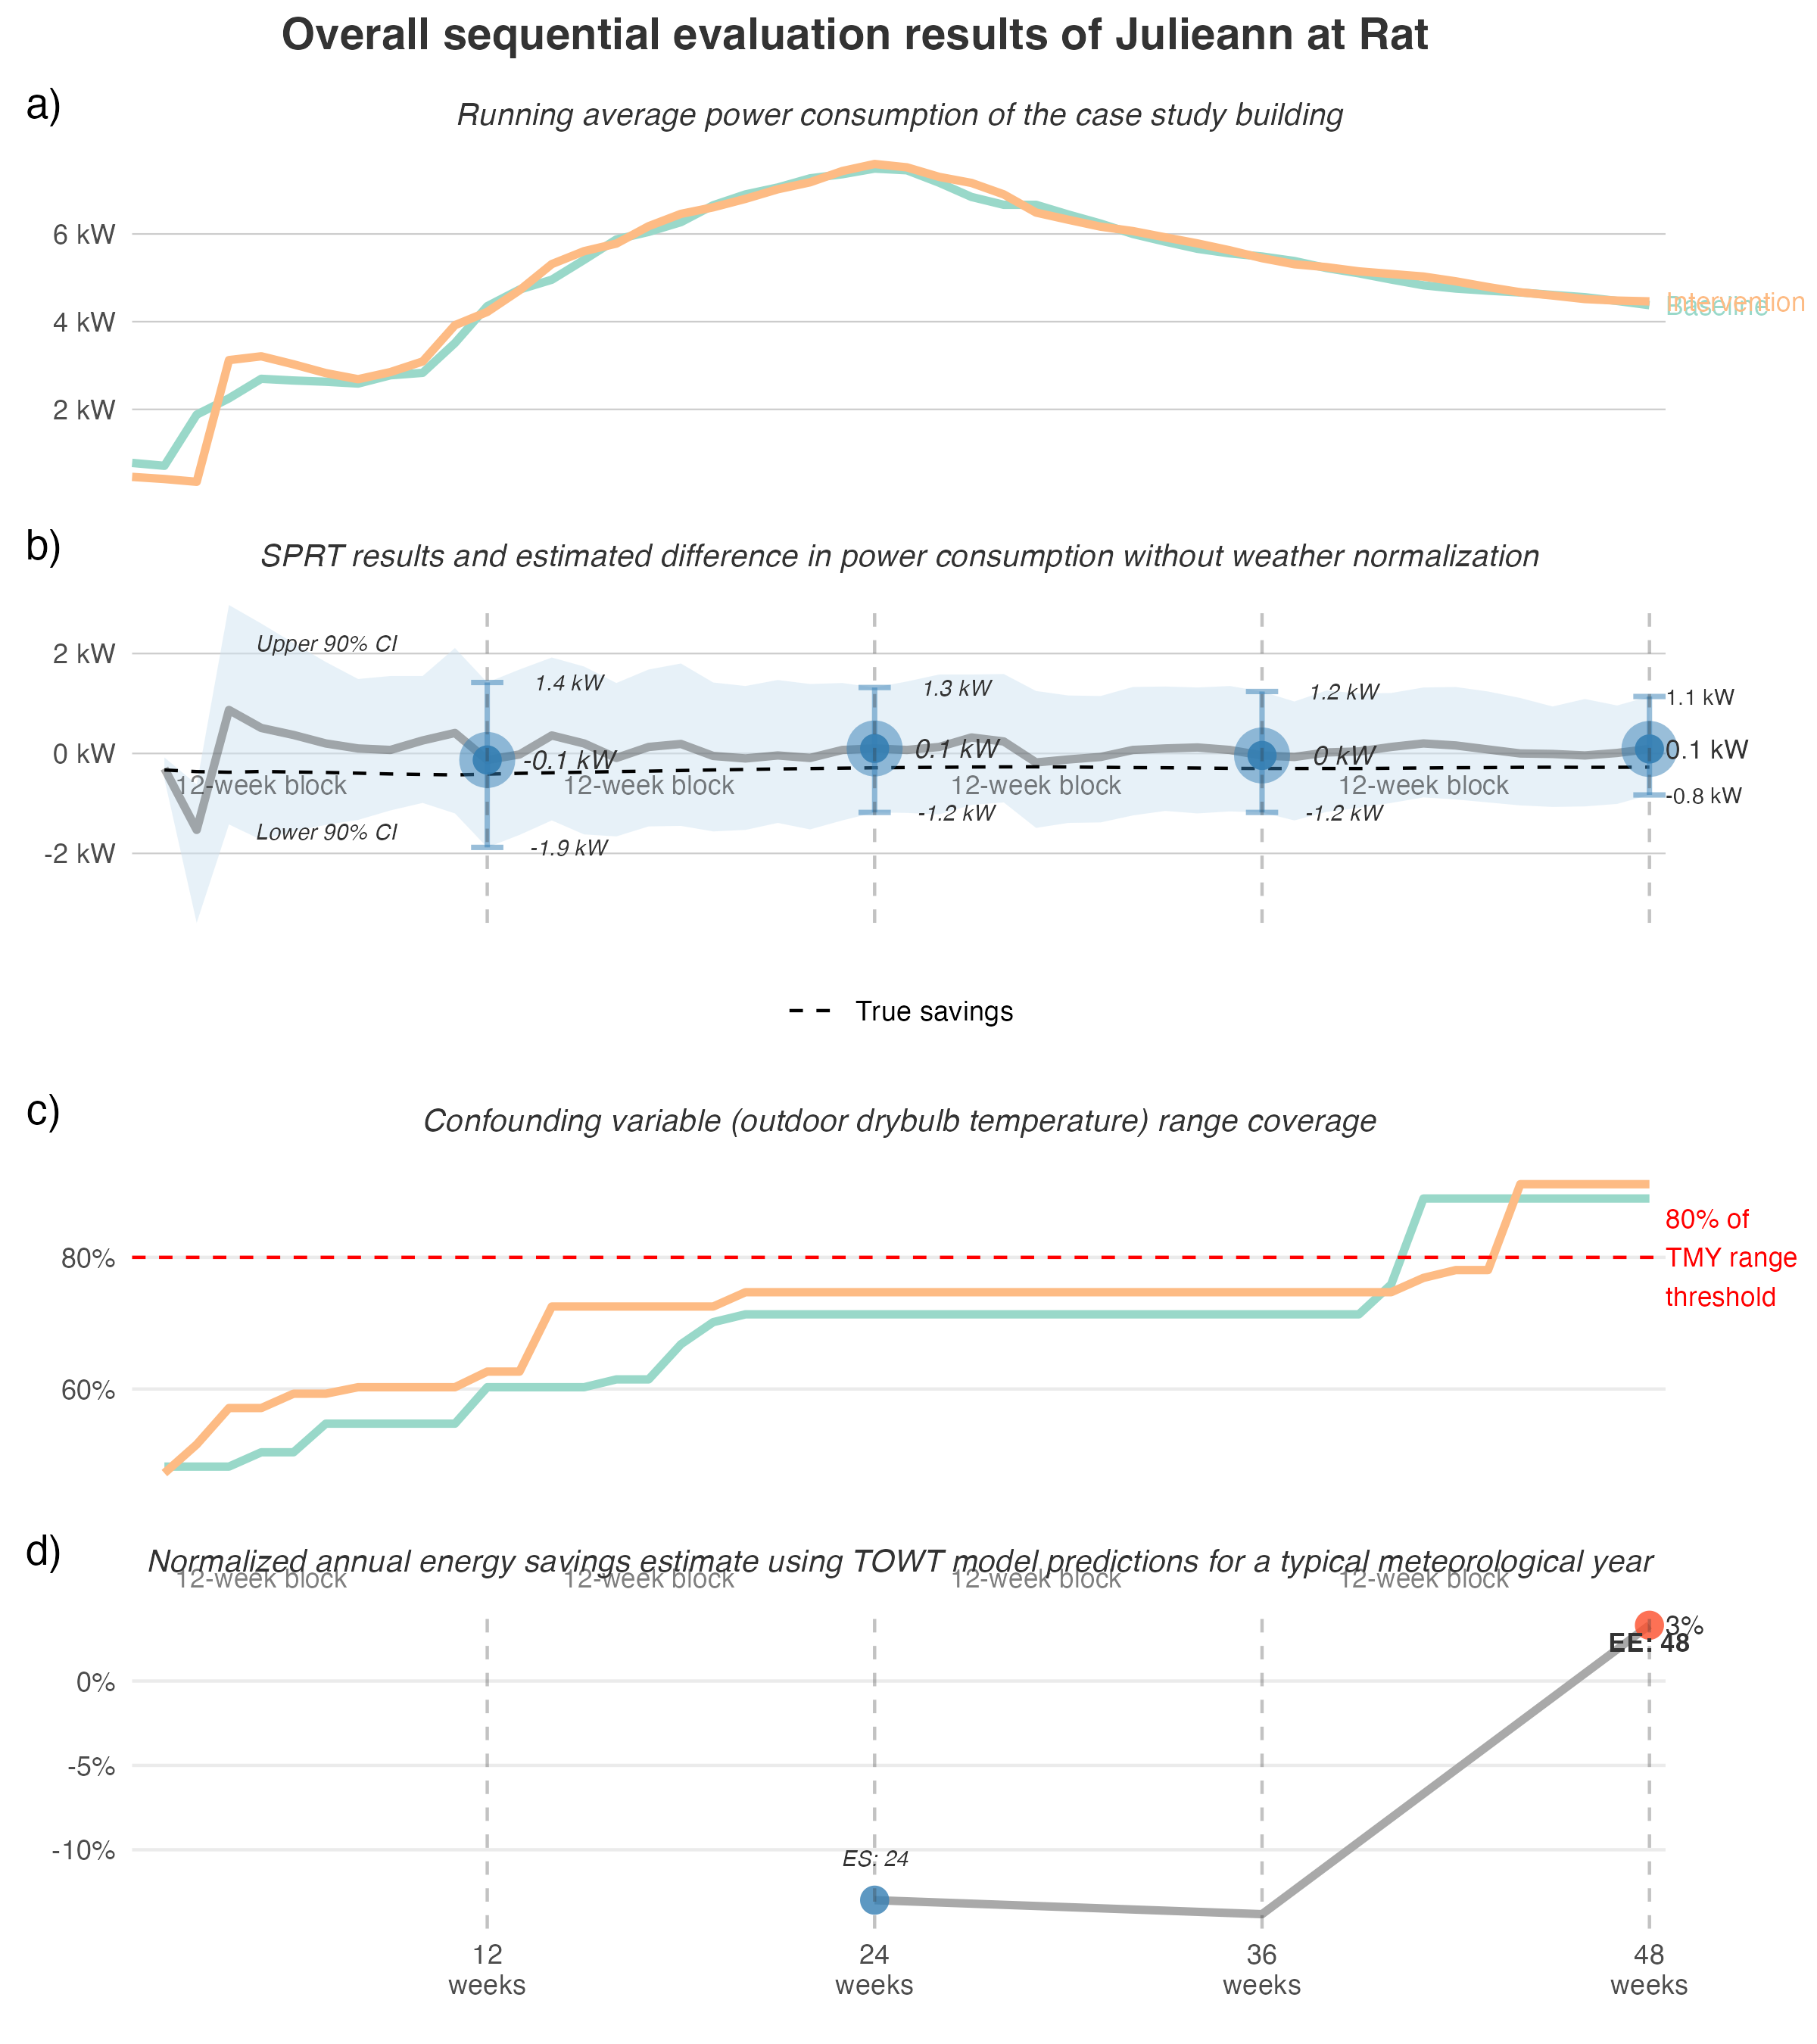 Overall sequential evaluation results of Julieann at Rat
a)
Running average power consumption of the case study building
6 kW
4 kW
2 kW
Intervention
Baseline
b)
SPRT results and estimated difference in power consumption without weather normalization
2 kW
0 kW
-2 kW
Upper 90% CI
Lower 90% CI
1.4 kW
-0.1 kW
-1.9 kW
1.3 kW
0.1 kW
-1.2 kW
1.2 kW
0 kW
-1.2 kW
1.1 kW
0.1 kW
-0.8 kW
12-week block
12-week block
12-week block
12-week block
True savings
c)
Confounding variable (outdoor drybulb temperature) range coverage
80%
60%
80% of
TMY range
threshold
d)
Normalized annual energy savings estimate using TOWT model predictions for a typical meteorological year
12-week block
12-week block
12-week block
12-week block
3%
EE: 48
0%
-5%
-10%
ES: 24
12
weeks
24
weeks
36
weeks
48
weeks